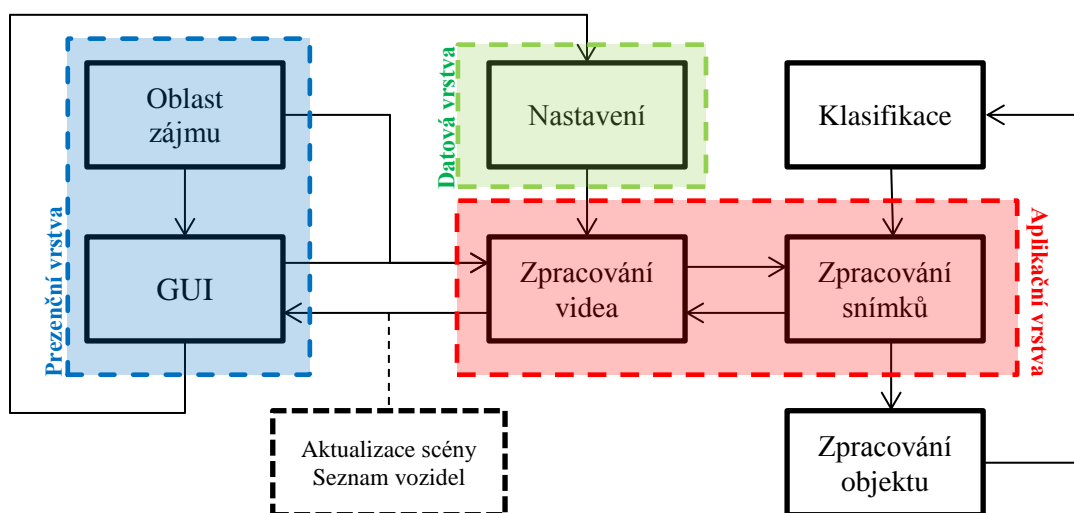 Prezenční vrstva
Oblast
zájmu
GUI
Datová vrstva
Nastavení
Klasifikace
Zpracování
videa
Zpracování
snímků
Aplikační vrstva
Aktualizace scény
Seznam vozidel
Zpracování
objektu